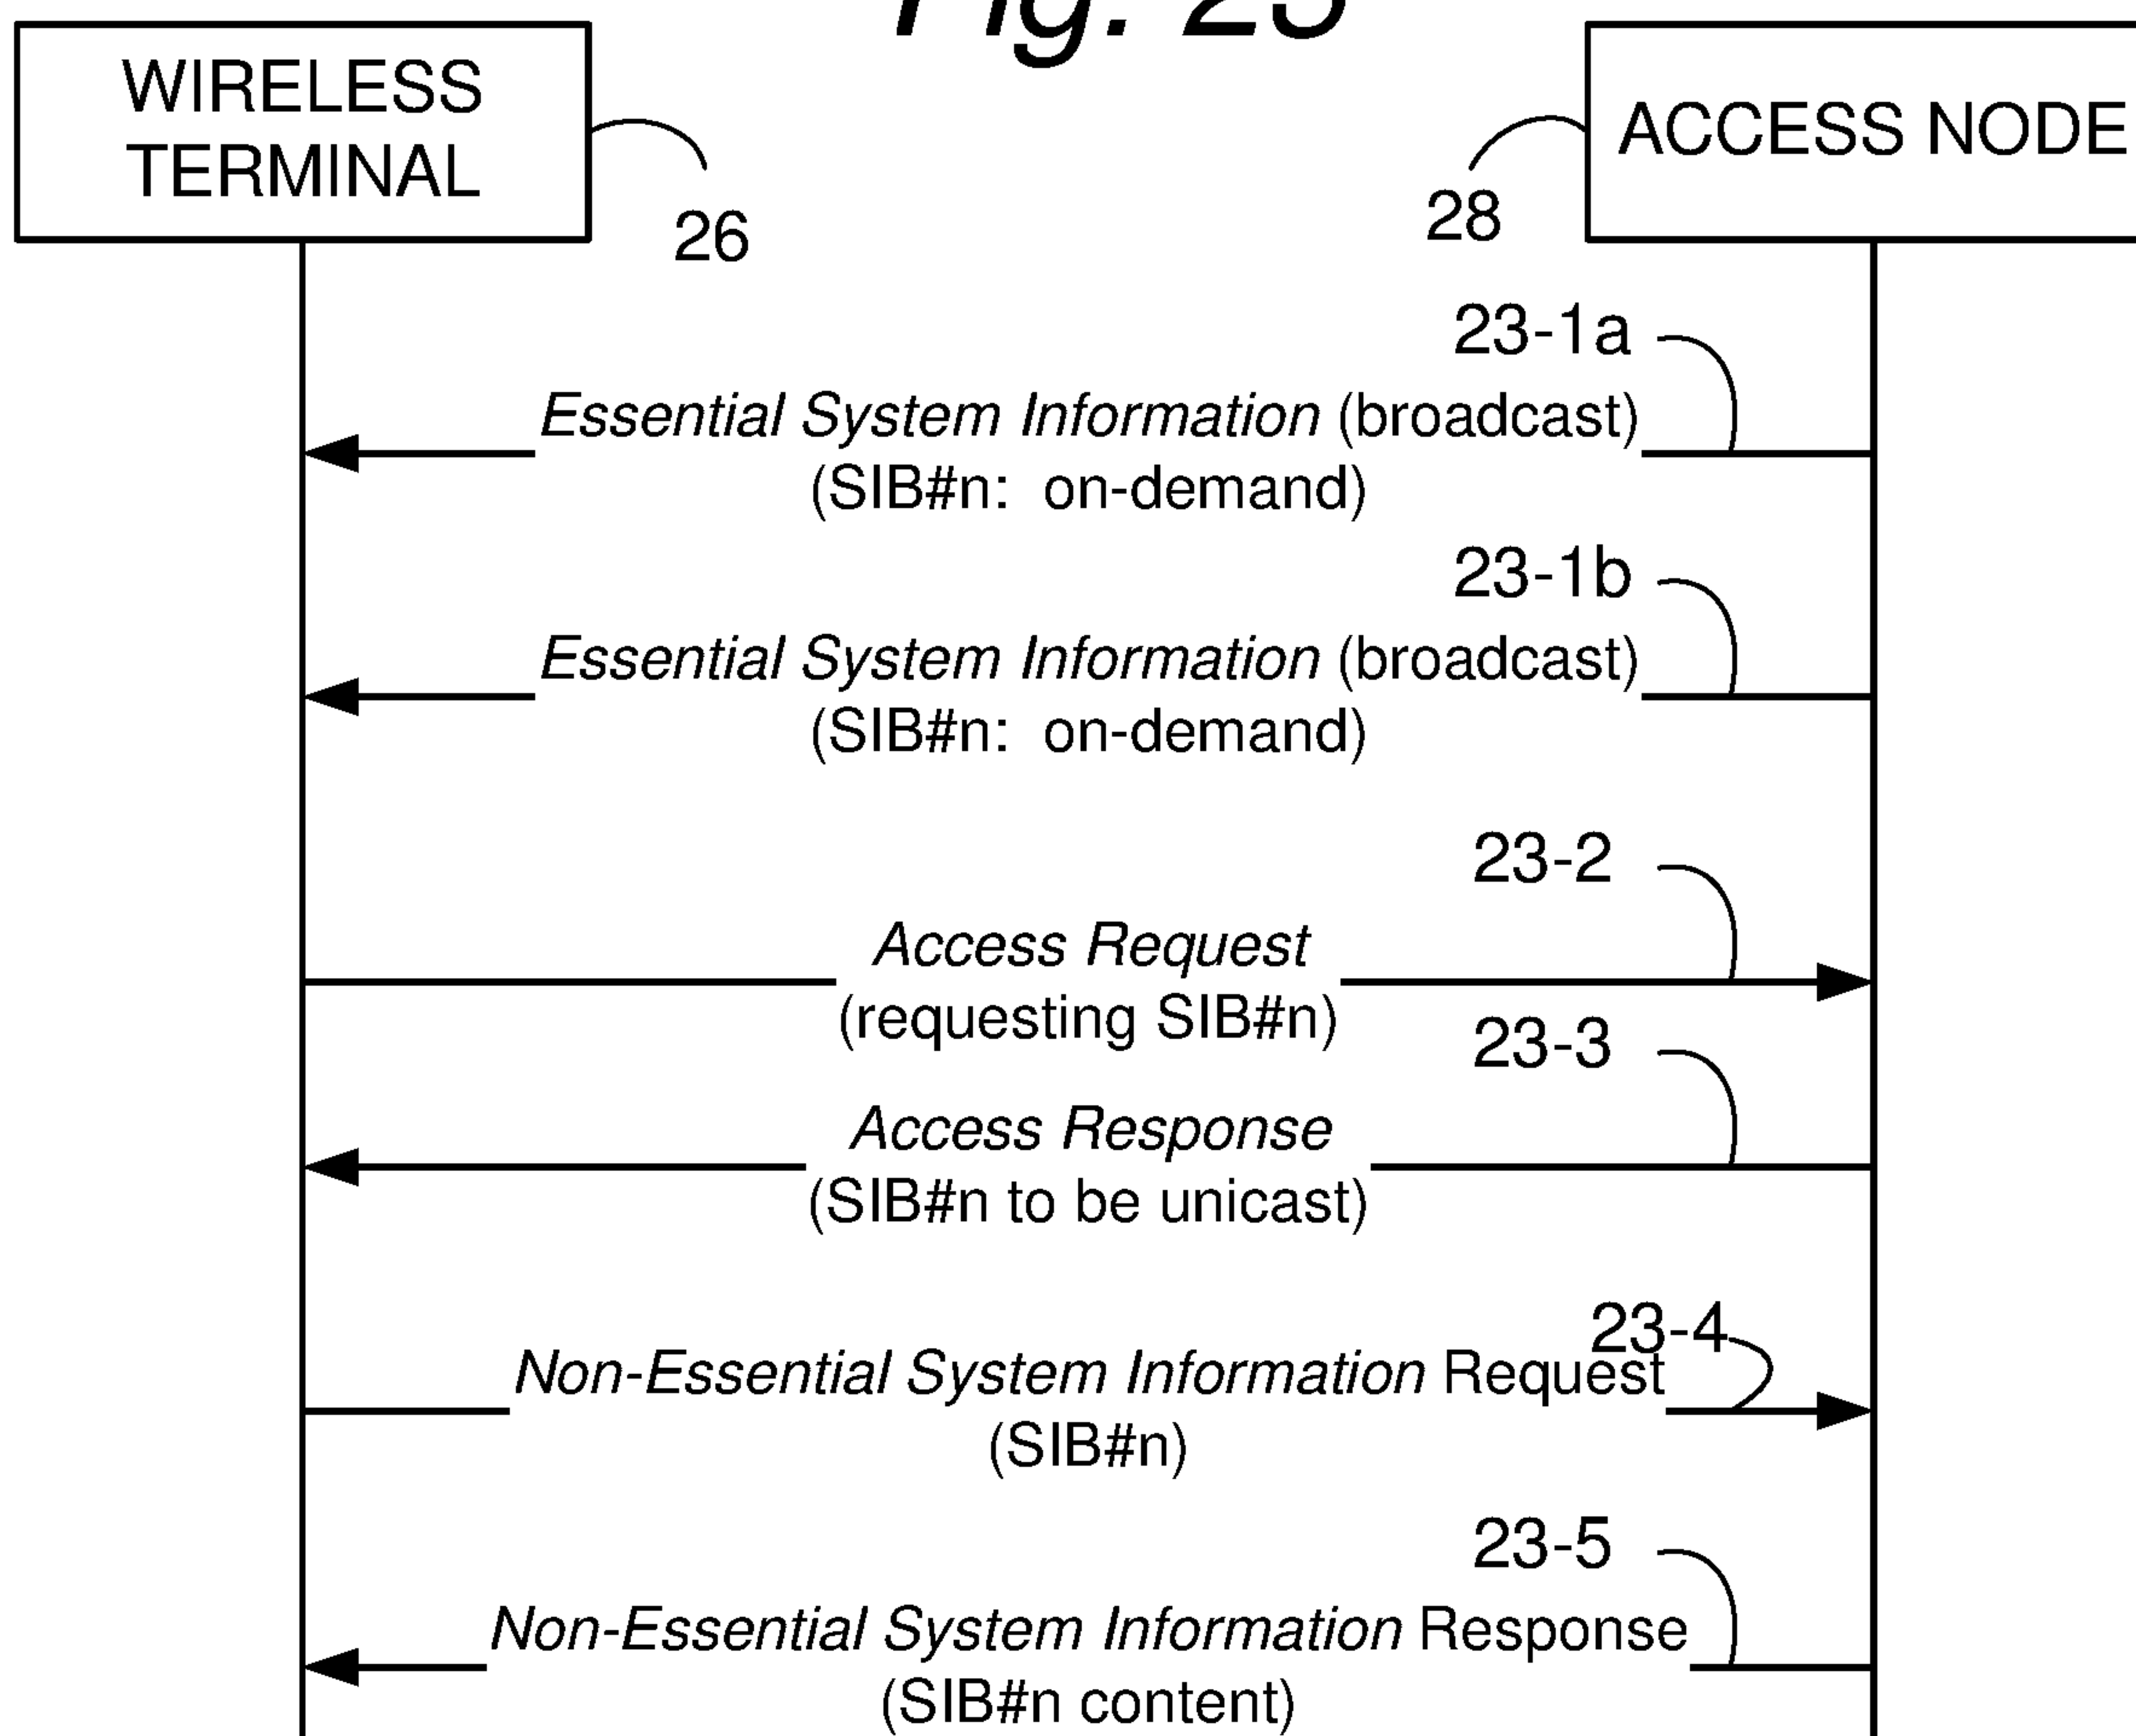 Fig. 23
WIRELESS
TERMINAL
ACCESS NODE
26
28
23-1a
Essential System Information (broadcast)
(SIB#n: on-demand)
23-1b
Essential System Information (broadcast)
(SIB#n: on-demand)
23-2
Access Request
(requesting SIB#n)
23-3
Access Response
(SIB#n to be unicast)
23-4
Non-Essential System Information Request
(SIB#n)
23-5
Non-Essential System Information Response
(SIB#n content)